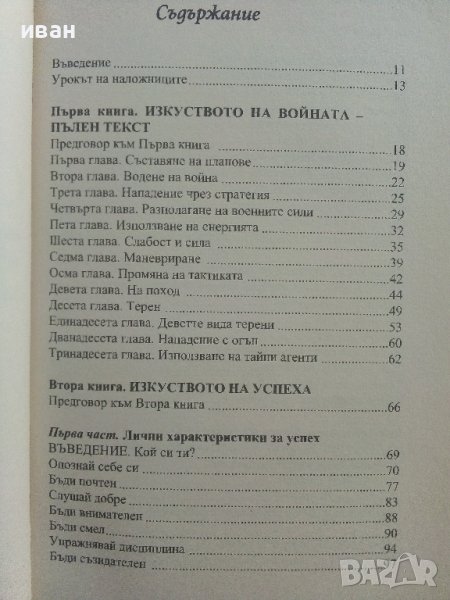 иван
Съдържание
Въведение 11
Урокът на наложниците 13
Първа книга. ИЗКУСТВОТО НА ВОЙНАТА –
ПЪЛЕН ТЕКСТ
Предговор към Първа книга 18
Първа глава. Съставяне на планове 19
Втора глава. Водене на война 22
Трета глава. Нападение чрез стратегия 25
Четвърта глава. Разполагане на военните сили 29
Пета глава. Използване на енергията 32
Шеста глава. Слабост и сила 35
Седма глава. Маневриране 39
Осма глава. Промяна на тактиката 42
Девета глава. На поход 44
Десета глава. Терен 49
Единадесета глава. Деветте вида терени 53
Дванадесета глава. Нападение с огън 60
Тринадесета глава. Използване на тайни агенти 62
Втора книга. ИЗКУСТВОТО НА УСПЕХА
Предговор към Втора книга 66
Първа част. Лични характеристики за успех
ВЪВЕДЕНИЕ. Кой си ти? 69
Опознай себе си 70
Бъди почтен 77
Слушай добре 83
Бъди внимателен 88
Бъди смел 90
Упражнявай дисциплина 94
Бъди съзидателен 97
BAZAR